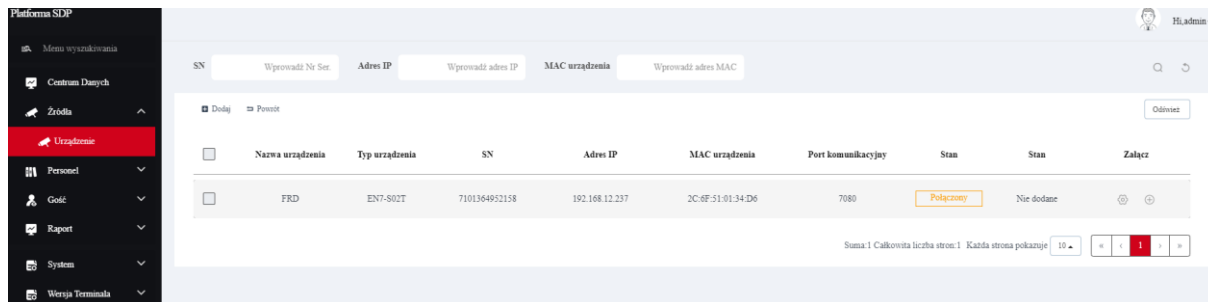 Platforma SDP
Hi,admin
Menu wyszukiwania
SN Wprowadź Nr Ser. Adres IP Wprowadź adres IP MAC urządzenia Wprowadź adres MAC
Centrum Danych
Źródła
Urządzenie
Personel
Gość
Raport
System
Wersja Terminala
Dodaj Powrót Odśwież
Nazwa urządzenia Typ urządzenia SN Adres IP MAC urządzenia Port komunikacyjny Stan Stan Załącz
FRD EN7-S02T 7101364952158 192.168.12.237 2C:6F:51:01:34:D6 7080 Połączony Nie dodane
Suma:1 Całkowita liczba stron:1 Każda strona pokazuje 10 « ‹ 1 › »